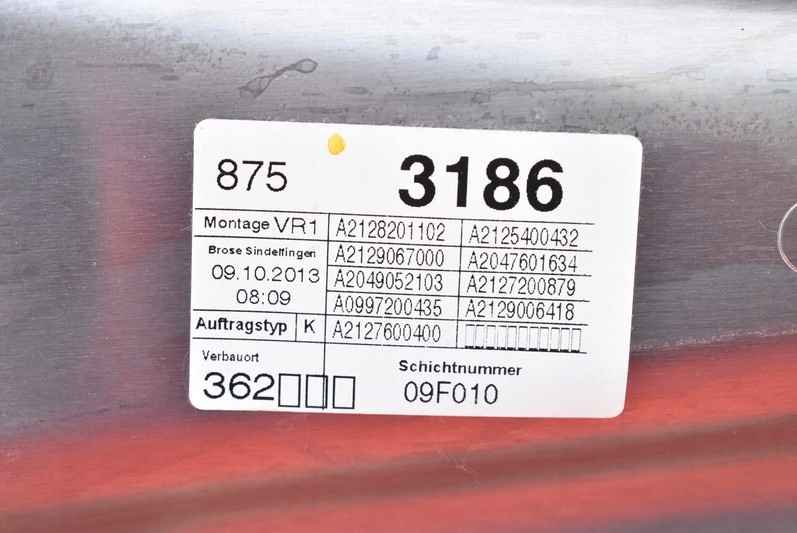 875 3186
Montage VR1 A2128201102 A2125400432
Brose Sindelfingen A2129067000 A2047601634
09.10.2013 A2049052103 A2127200879
08:09 A0997200435 A2129006418
Auftragstyp K A2127600400 □□□□□□□□□□□
Verbauort Schichtnummer
362□□□ 09F010